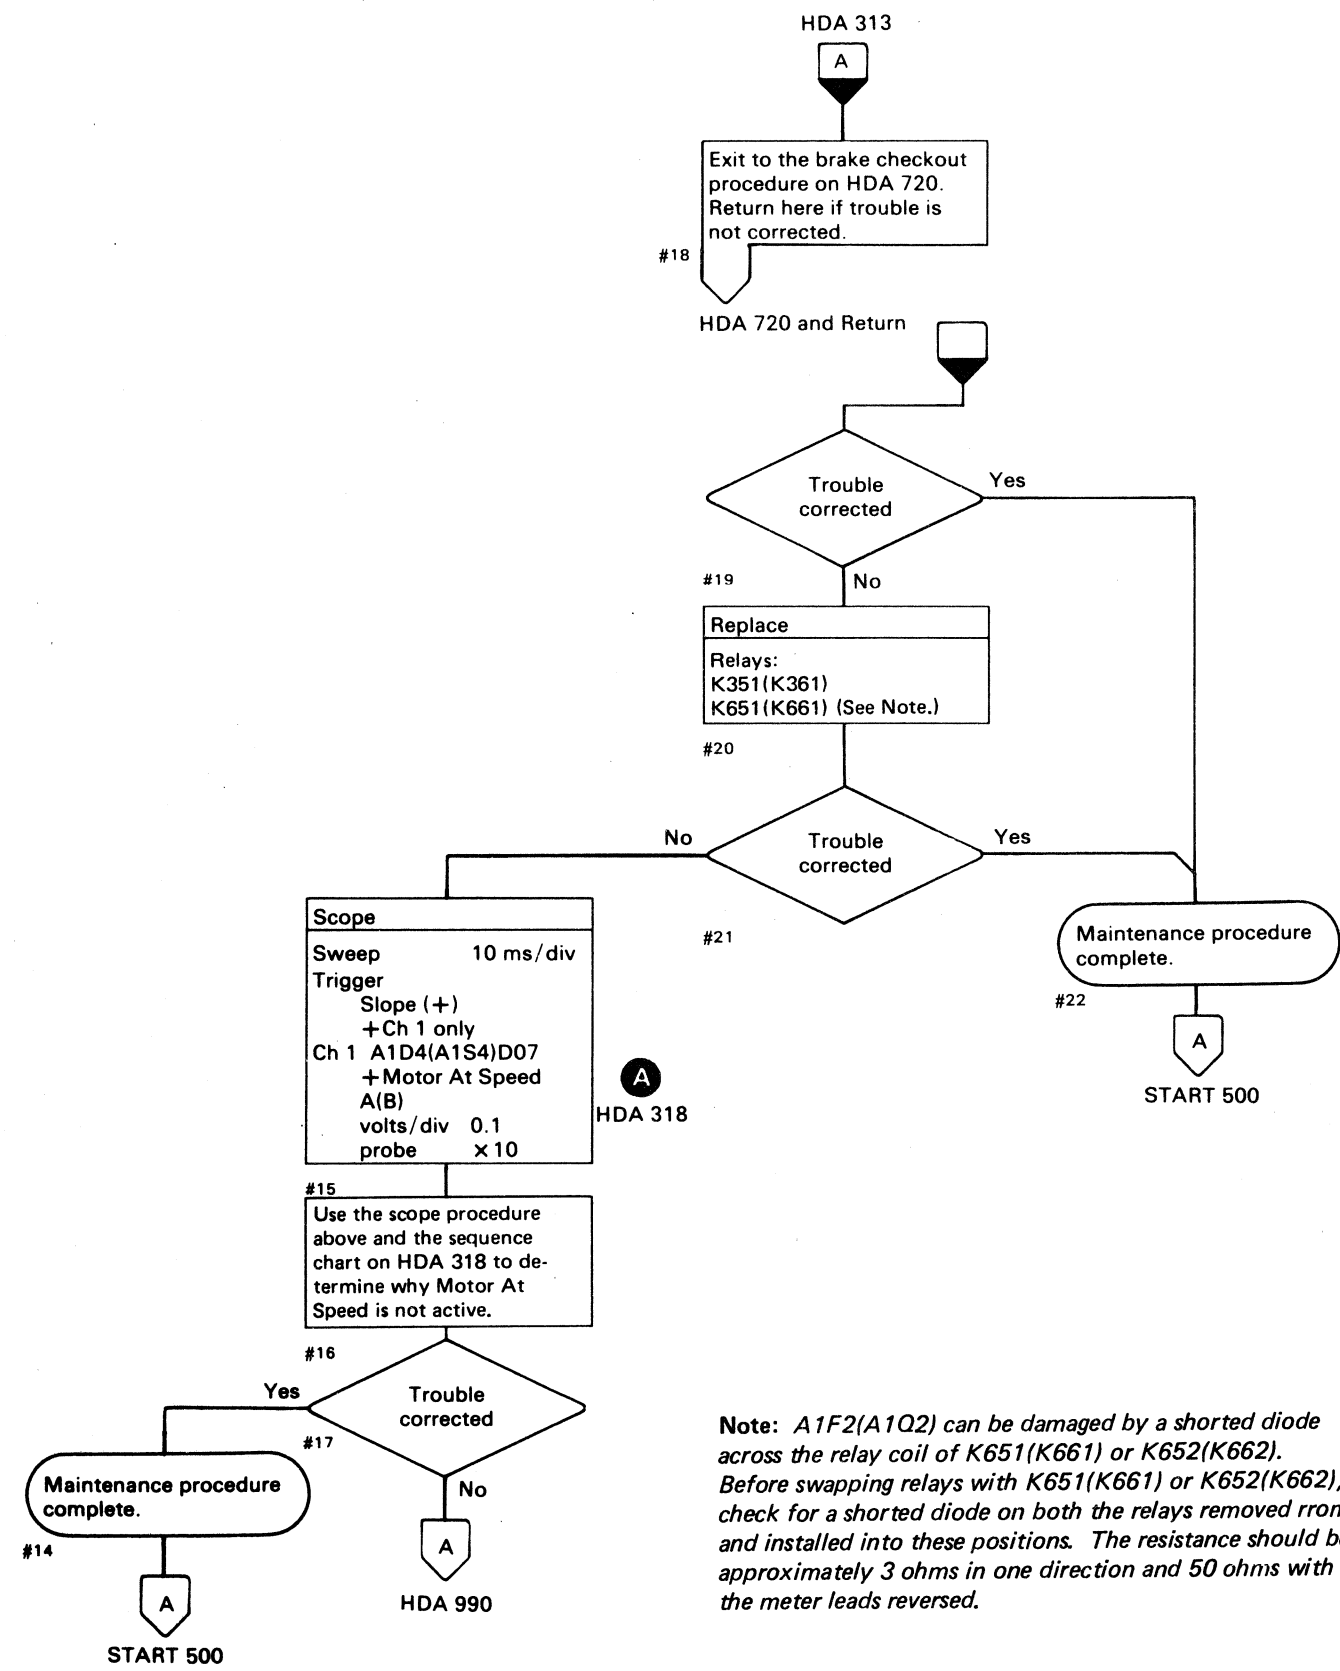 HDA 313
A
Exit to the brake checkout
procedure on HDA 720.
Return here if trouble is
not corrected.
#18
HDA 720 and Return
Trouble
corrected
Yes
#19
No
Replace
Relays:
K351(K361)
K651(K661) (See Note.)
#20
No
Trouble
corrected
Yes
#21
Scope
Sweep 10 ms/div
Trigger
Slope (+)
+Ch 1 only
Ch 1 A1D4(A1S4)D07
+Motor At Speed
A(B)
volts/div 0.1
probe ×10
A
HDA 318
Maintenance procedure
complete.
#22
A
START 500
#15
Use the scope procedure
above and the sequence
chart on HDA 318 to de-
termine why Motor At
Speed is not active.
#16
Yes
Trouble
corrected
#17
No
Maintenance procedure
complete.
#14
A
START 500
A
HDA 990
Note: A1F2(A1Q2) can be damaged by a shorted diode
across the relay coil of K651(K661) or K652(K662).
Before swapping relays with K651(K661) or K652(K662),
check for a shorted diode on both the relays removed rrom
and installed into these positions. The resistance should be
approximately 3 ohms in one direction and 50 ohms with
the meter leads reversed.